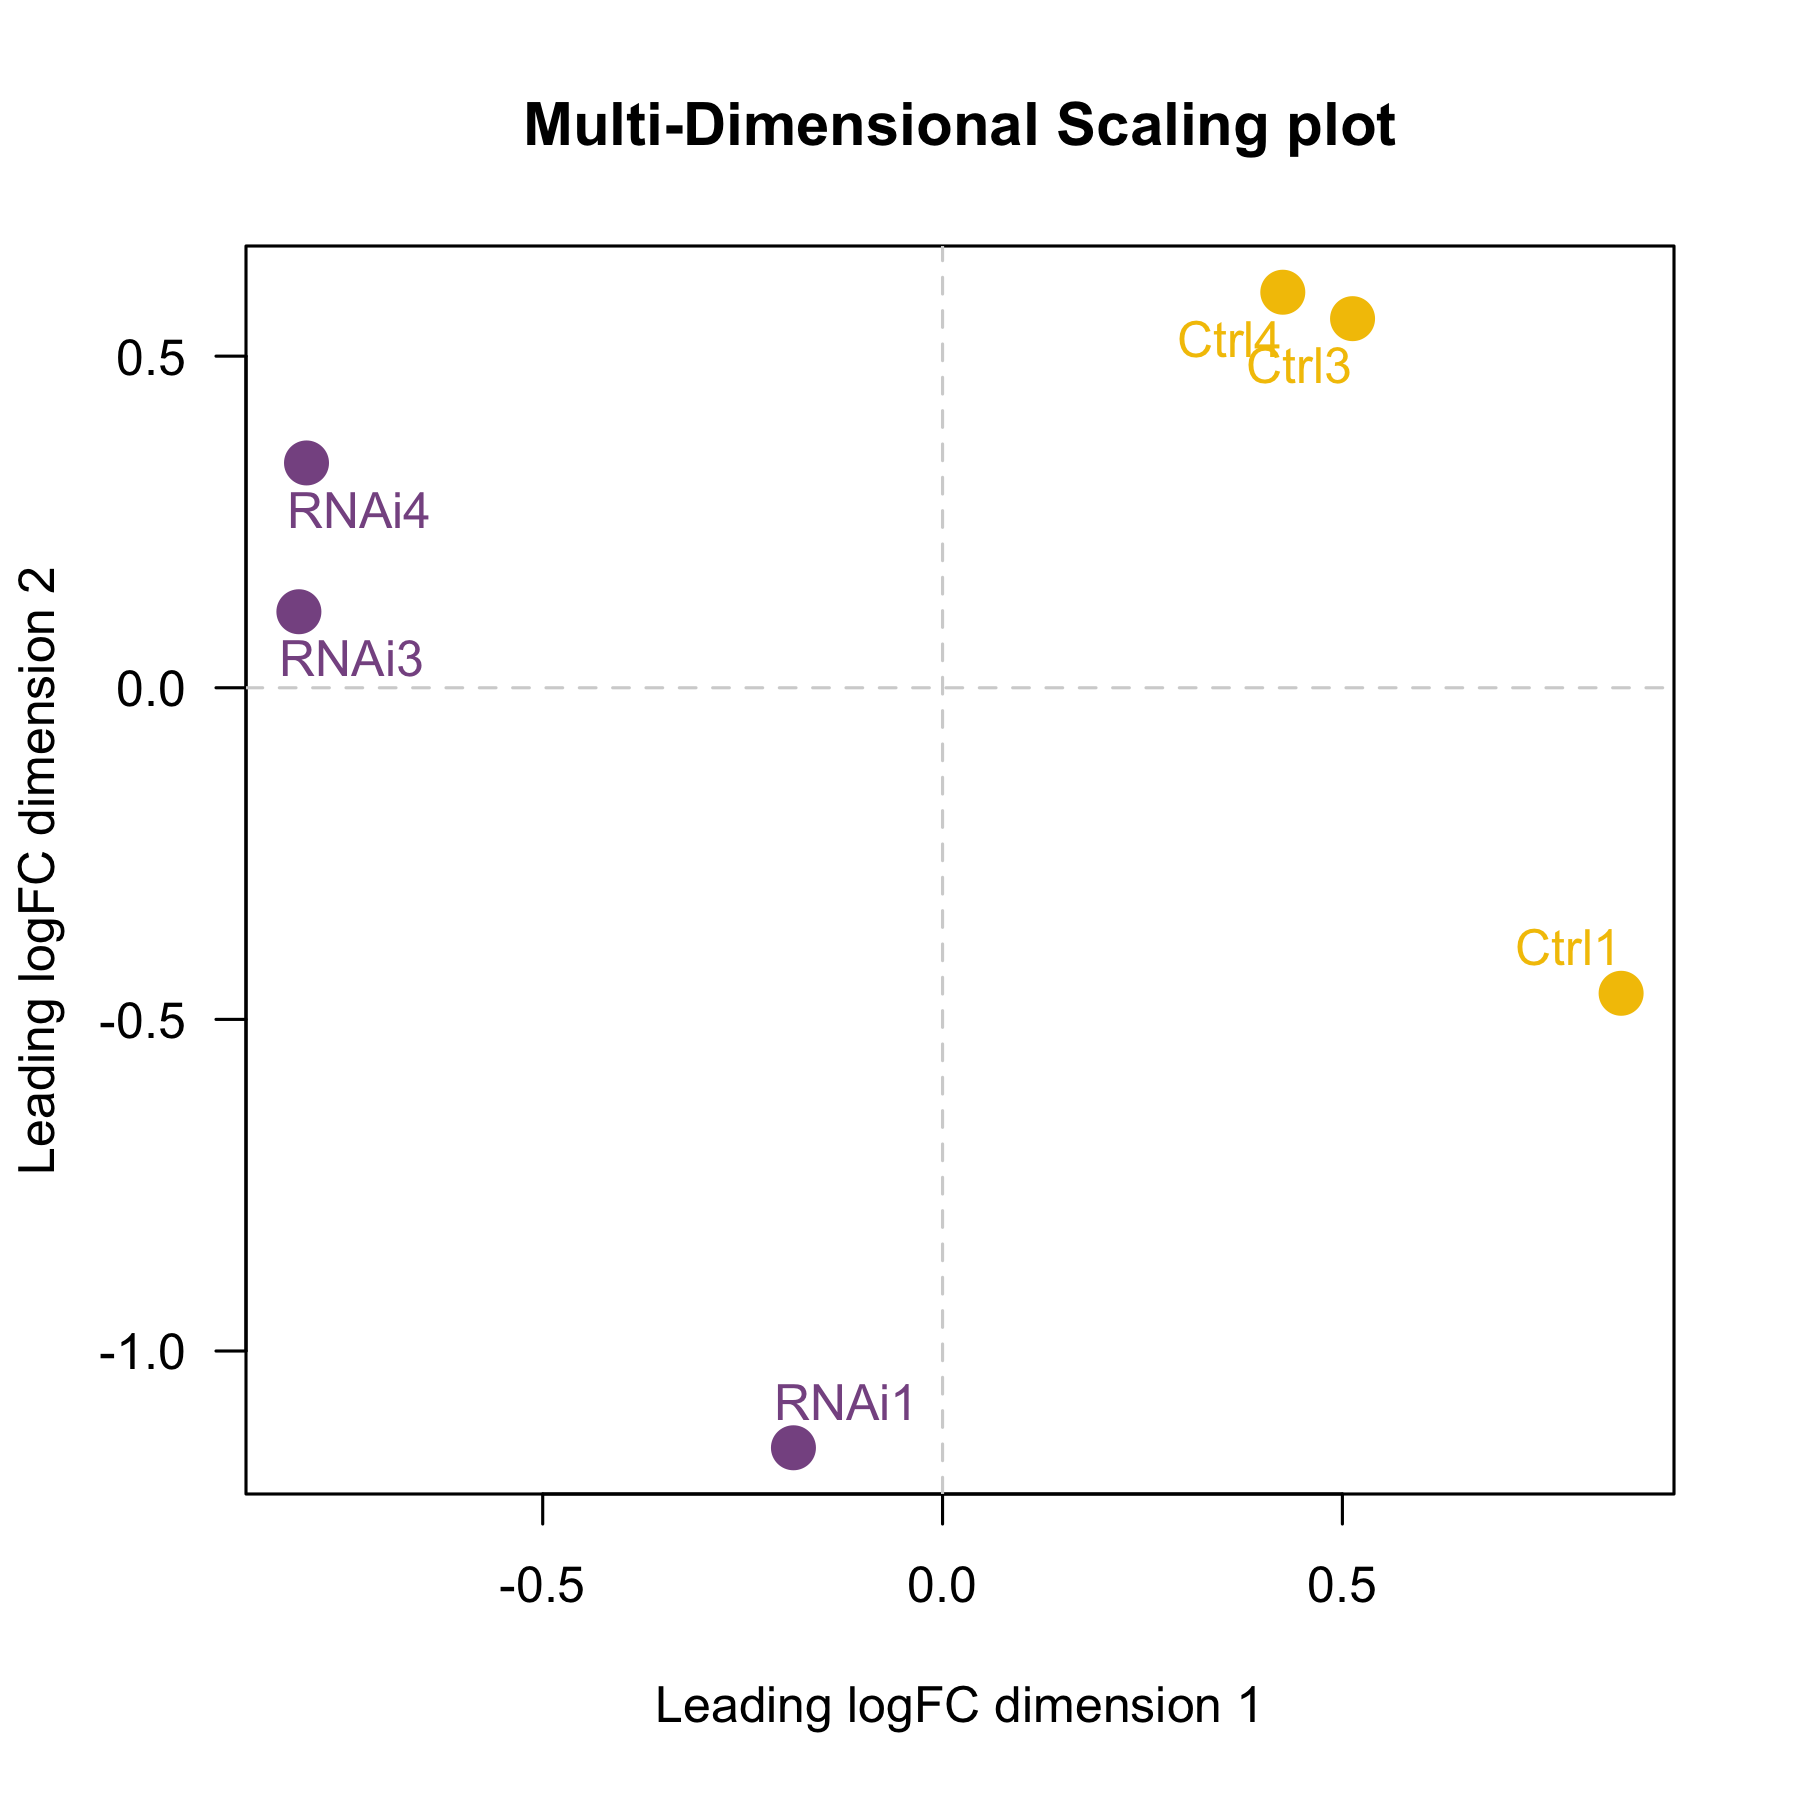 Multi-Dimensional Scaling plot
Ctrl4
Ctrl3
0.5
RNAi4
RNAi3
0.0
Ctrl1
-0.5
-1.0
RNAi1
Leading logFC dimension 2
-0.5 0.0 0.5
Leading logFC dimension 1